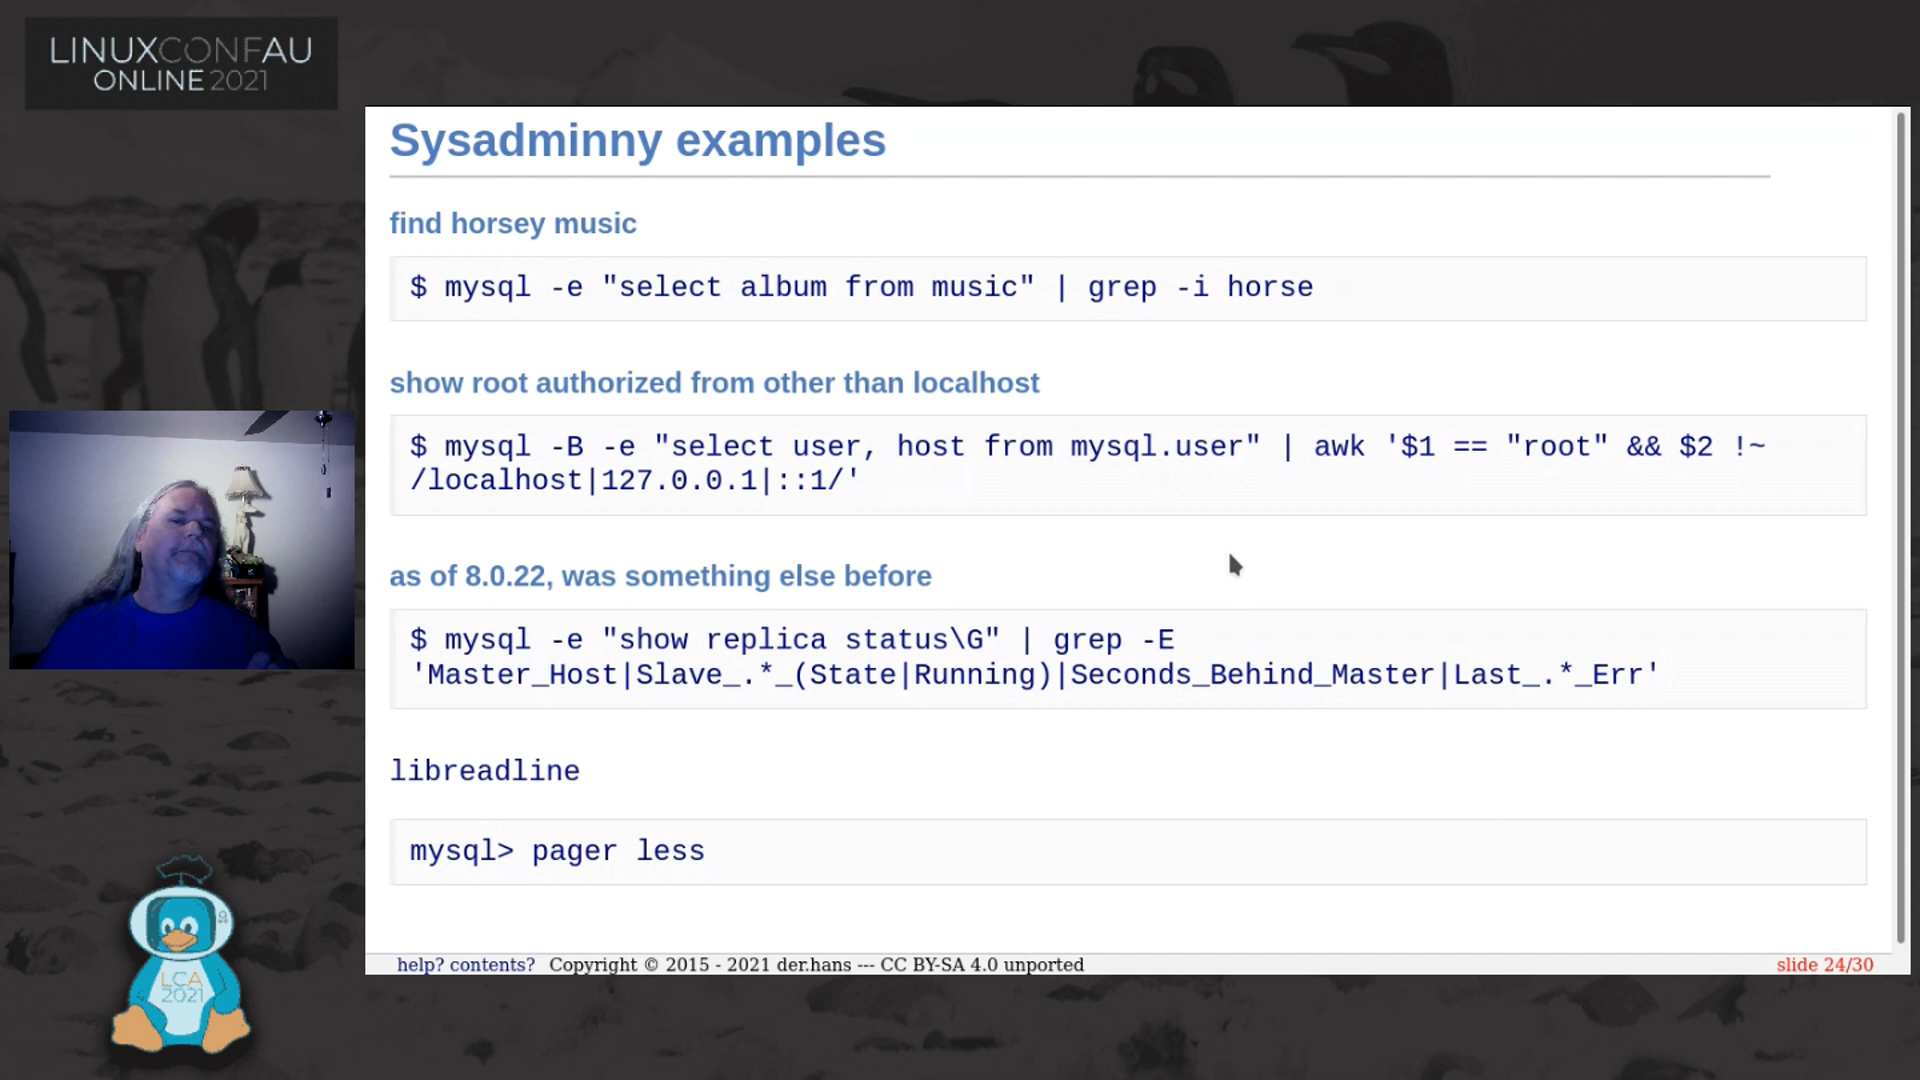 LINUXCONFAU
ONLINE 2021
Sysadminny examples
find horsey music
$ mysql -e "select album from music" | grep -i horse
show root authorized from other than localhost
$ mysql -B -e "select user, host from mysql.user" | awk '$1 == "root" && $2 !~
/localhost|127.0.0.1|::1/'
as of 8.0.22, was something else before
$ mysql -e "show replica status\G" | grep -E
'Master_Host|Slave_.*_(State|Running)|Seconds_Behind_Master|Last_.*_Err'
libreadline
mysql> pager less
LCA
2021
help? contents? Copyright © 2015 - 2021 der.hans --- CC BY-SA 4.0 unported
slide 24/30